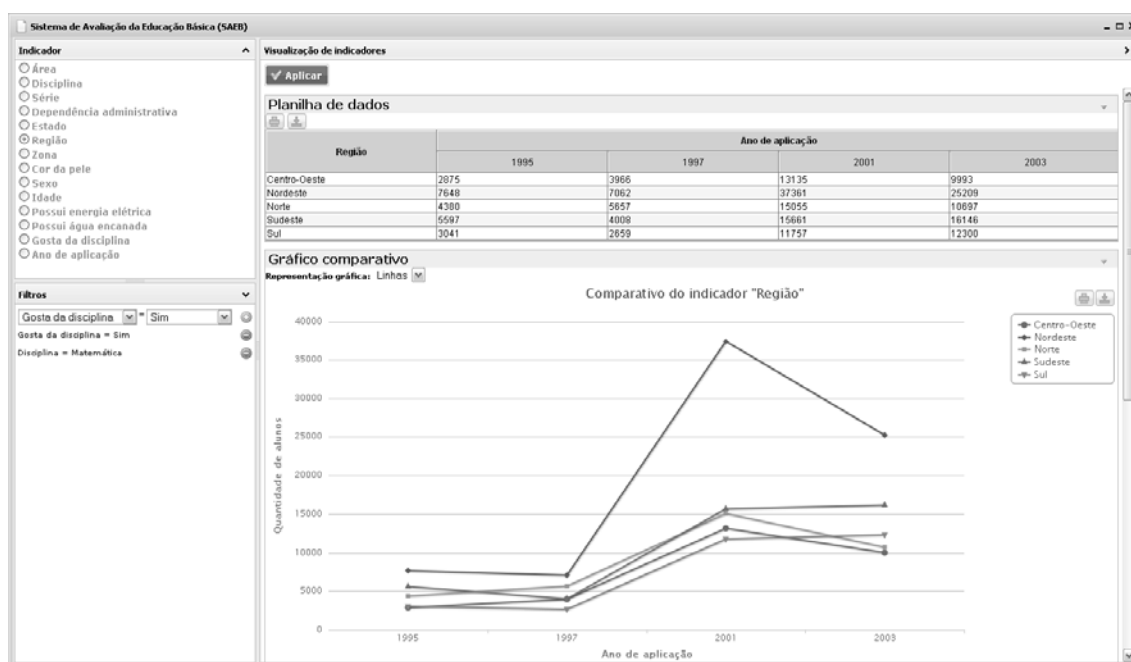 Sistema de Avaliação da Educação Básica (SAEB)
Indicador
Área
Disciplina
Série
Dependência administrativa
Estado
Região
Zona
Cor da pele
Sexo
Idade
Possui energia elétrica
Possui água encanada
Gosta da disciplina
Ano de aplicação
Filtros
Gosta da disciplina = Sim
Gosta da disciplina = Sim
Disciplina = Matemática
Visualização de indicadores
Aplicar
Planilha de dados
Região Ano de aplicação
1995 1997 2001 2003
Centro-Oeste 2875 3966 13135 9993
Nordeste 7648 7062 37361 25209
Norte 4380 5657 15055 10697
Sudeste 5597 4008 15661 16146
Sul 3041 2659 11757 12300
Gráfico comparativo
Representação gráfica: Linhas
Comparativo do indicador "Região"
Centro-Oeste
Nordeste
Norte
Sudeste
Sul
Quantidade de alunos
40000
35000
30000
25000
20000
15000
10000
5000
0
1995 1997 2001 2003
Ano de aplicação